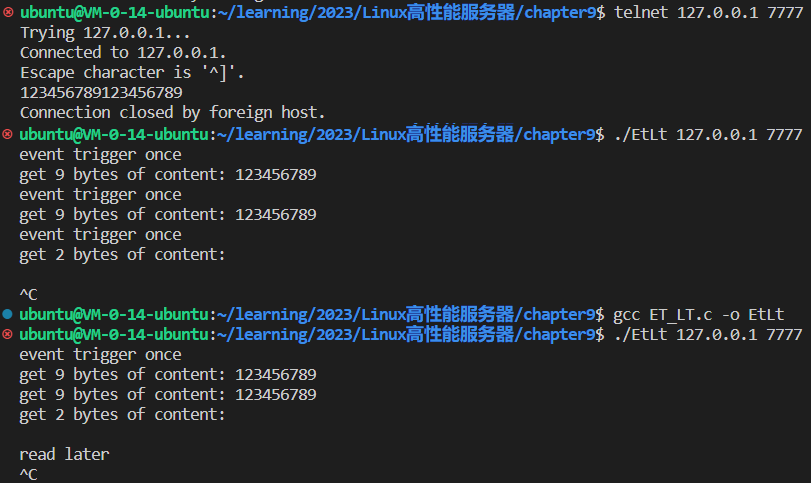 ubuntu@VM-0-14-ubuntu:~/learning/2023/Linux高性能服务器/chapter9$ telnet 127.0.0.1 7777
Trying 127.0.0.1...
Connected to 127.0.0.1.
Escape character is '^]'.
123456789123456789
Connection closed by foreign host.
ubuntu@VM-0-14-ubuntu:~/learning/2023/Linux高性能服务器/chapter9$ ./EtLt 127.0.0.1 7777
event trigger once
get 9 bytes of content: 123456789
event trigger once
get 9 bytes of content: 123456789
event trigger once
get 2 bytes of content:
^C
ubuntu@VM-0-14-ubuntu:~/learning/2023/Linux高性能服务器/chapter9$ gcc ET_LT.c -o EtLt
ubuntu@VM-0-14-ubuntu:~/learning/2023/Linux高性能服务器/chapter9$ ./EtLt 127.0.0.1 7777
event trigger once
get 9 bytes of content: 123456789
get 9 bytes of content: 123456789
get 2 bytes of content:
read later
^C